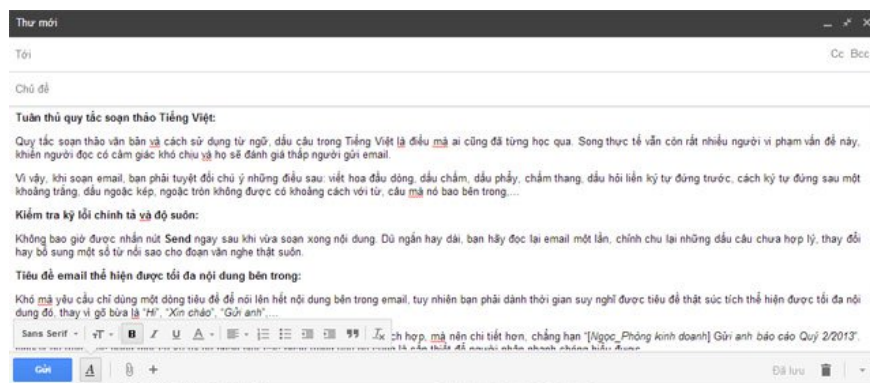 Thư mới
Tới
Cc Bcc
Chủ đề
Tuân thủ quy tắc soạn thảo Tiếng Việt:
Quy tắc soạn thảo văn bản và cách sử dụng từ ngữ, dấu câu trong Tiếng Việt là điều mà ai cũng đã từng học qua. Song thực tế vẫn còn rất nhiều người vi phạm vấn đề này,
khiến người đọc có cảm giác khó chịu và họ sẽ đánh giá thấp người gửi email.
Vì vậy, khi soạn email, bạn phải tuyệt đối chú ý những điều sau: viết hoa đầu dòng, dấu chấm, dấu phẩy, chấm thang, dấu hỏi liền ký tự đứng trước, cách ký tự đứng sau một
khoảng trắng, dấu ngoặc kép, ngoặc tròn không được có khoảng cách với từ, câu mà nó bao bên trong,...
Kiểm tra kỹ lỗi chính tả và độ suôn:
Không bao giờ được nhấn nút Send ngay sau khi vừa soạn xong nội dung. Dù ngắn hay dài, bạn hãy đọc lại email một lần, chỉnh chu lại những dấu câu chưa hợp lý, thay đổi
hay bổ sung một số từ nối sao cho đoạn văn nghe thật suôn.
Tiêu đề email thể hiện được tối đa nội dung bên trong:
Khó mà yêu cầu chỉ dùng một dòng tiêu đề để nói lên hết nội dung bên trong email, tuy nhiên bạn phải dành thời gian suy nghĩ được tiêu đề thật súc tích thể hiện được tối đa nội
dung đó, thay vì gõ bừa là "Hi", "Xin chào", "Gửi anh",...
Sans Serif
ch hợp, mà nên chi tiết hơn, chẳng hạn "[Ngọc_Phòng kinh doanh] Gửi anh báo cáo Quý 2/2013".
là cần thiết để người nhận nhanh chóng hiểu được
Gửi
Đã lưu